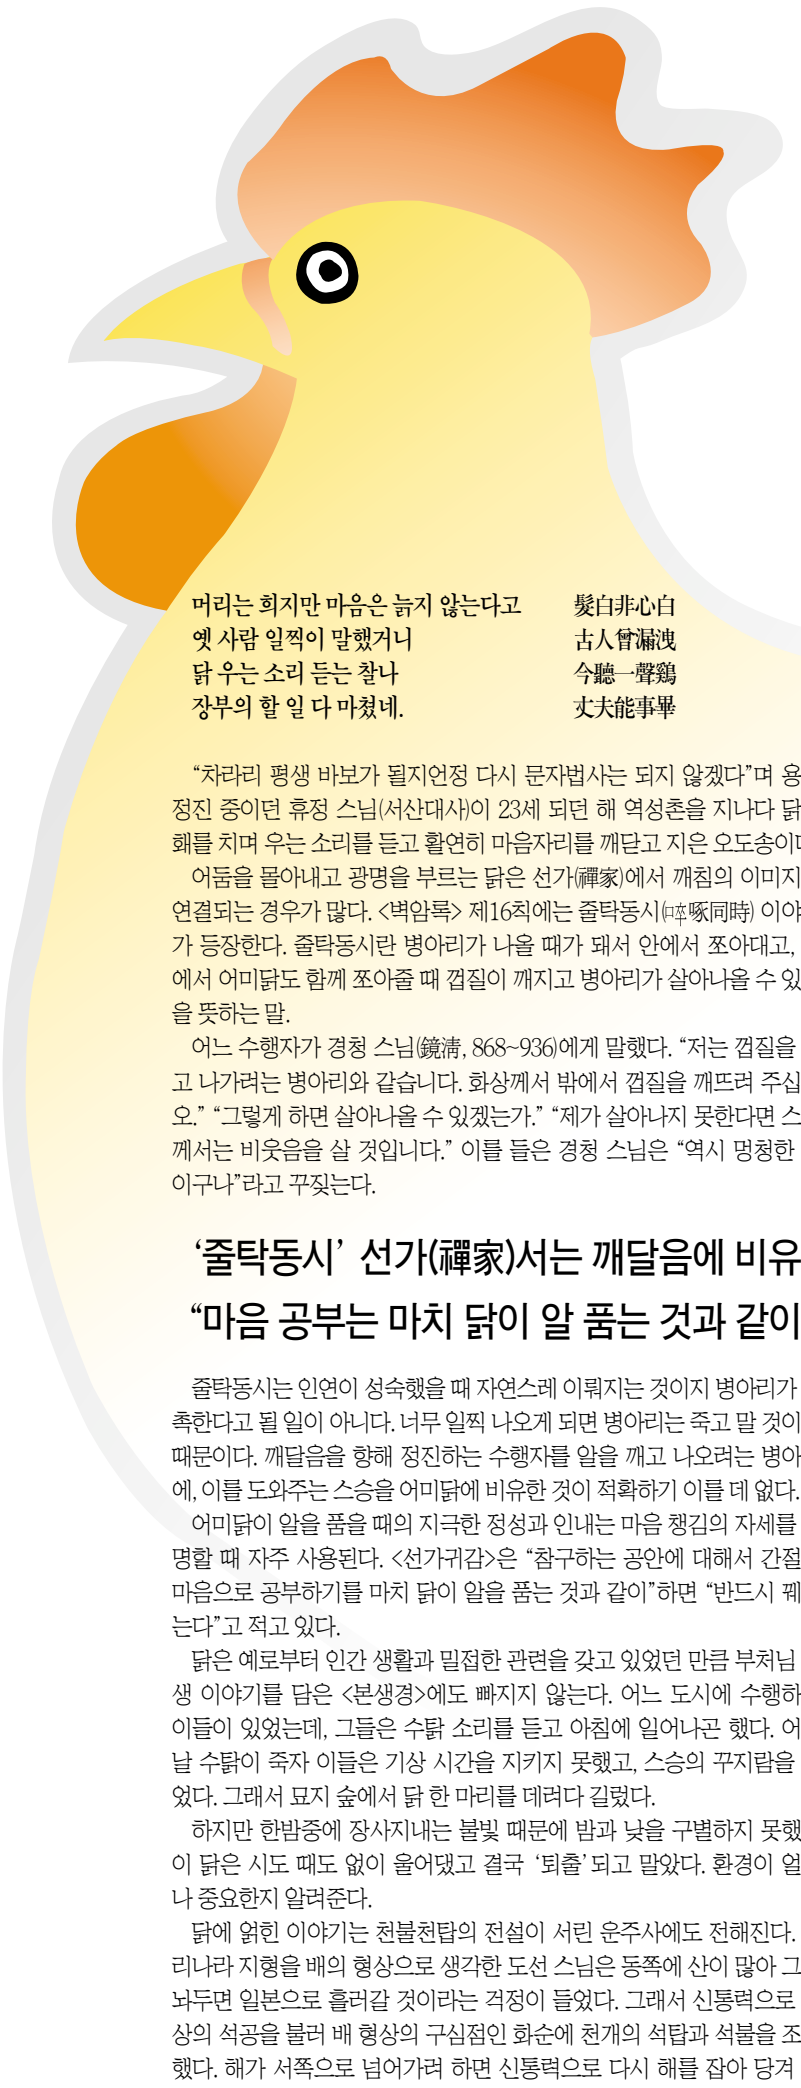 머리는 희지만 마음은 늙지 않는다고
옛 사람 일찍이 말했거니
닭 우는 소리 듣는 찰나
장부의 할 일 다 마쳤네.
髮白非心白
古人曾漏洩
今聽一聲鷄
丈夫能事畢
“차라리 평생 바보가 될지언정 다시 문자법사는 되지 않겠다”며 용
정진 중이던 휴정 스님(서산대사)이 23세 되던 해 역성촌을 지나다 닭
홰를 치며 우는 소리를 듣고 활연히 마음자리를 깨닫고 지은 오도송이다
어둠을 몰아내고 광명을 부르는 닭은 선가(禪家)에서 깨침의 이미지
연결되는 경우가 많다. <벽암록> 제16칙에는 줄탁동시(啐啄同時) 이야
가 등장한다. 줄탁동시란 병아리가 나올 때가 돼서 안에서 쪼아대고,
에서 어미닭도 함께 쪼아줄 때 껍질이 깨지고 병아리가 살아나올 수 있
을 뜻하는 말.
어느 수행자가 경청 스님(鏡淸, 868~936)에게 말했다. “저는 껍질을
고 나가려는 병아리와 같습니다. 화상께서 밖에서 껍질을 깨뜨려 주십
오.” “그렇게 하면 살아나올 수 있겠는가.” “제가 살아나지 못한다면 스
께서는 비웃음을 살 것입니다.” 이를 들은 경청 스님은 “역시 멍청한
이구나”라고 꾸짖는다.
‘줄탁동시’ 선가(禪家)서는 깨달음에 비유
“마음 공부는 마치 닭이 알 품는 것과 같이
줄탁동시는 인연이 성숙했을 때 자연스레 이뤄지는 것이지 병아리가
촉한다고 될 일이 아니다. 너무 일찍 나오게 되면 병아리는 죽고 말 것이
때문이다. 깨달음을 향해 정진하는 수행자를 알을 깨고 나오려는 병아
에, 이를 도와주는 스승을 어미닭에 비유한 것이 적확하기 이를 데 없다.
어미닭이 알을 품을 때의 지극한 정성과 인내는 마음 챙김의 자세를
명할 때 자주 사용된다. <선가귀감>은 “참구하는 공안에 대해서 간절
마음으로 공부하기를 마치 닭이 알을 품는 것과 같이”하면 “반드시 꿰
는다”고 적고 있다.
닭은 예로부터 인간 생활과 밀접한 관련을 갖고 있었던 만큼 부처님
생 이야기를 담은 <본생경>에도 빠지지 않는다. 어느 도시에 수행하
이들이 있었는데, 그들은 수탉 소리를 듣고 아침에 일어나곤 했다. 어
날 수탉이 죽자 이들은 기상 시간을 지키지 못했고, 스승의 꾸지람을
었다. 그래서 묘지 숲에서 닭 한 마리를 데려다 길렀다.
하지만 한밤중에 장사지내는 불빛 때문에 밤과 낮을 구별하지 못했
이 닭은 시도 때도 없이 울어댔고 결국 ‘퇴출’되고 말았다. 환경이 얼
나 중요한지 알려준다.
닭에 얽힌 이야기는 천불천탑의 전설이 서린 운주사에도 전해진다.
리나라 지형을 배의 형상으로 생각한 도선 스님은 동쪽에 산이 많아 그
놔두면 일본으로 흘러갈 것이라는 걱정이 들었다. 그래서 신통력으로
상의 석공을 불러 배 형상의 구심점인 화순에 천개의 석탑과 석불을 조
했다. 해가 서쪽으로 넘어가려 하면 신통력으로 다시 해를 잡아 당겨